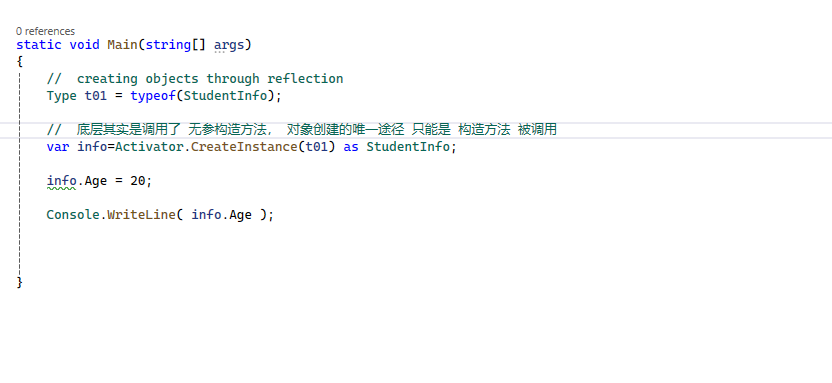 0 references
static void Main(string[] args)
{
//  creating objects through reflection
Type t01 = typeof(StudentInfo);
//  底层其实是调用了 无参构造方法， 对象创建的唯一途径 只能是 构造方法 被调用
var info=Activator.CreateInstance(t01) as StudentInfo;
info.Age = 20;
Console.WriteLine( info.Age );
}